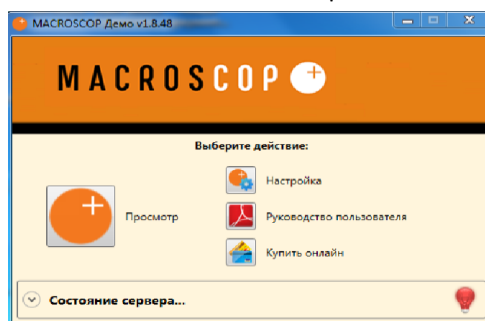 MACROSCOP Демо v1.8.48
MACROSCOP
Выберите действие:
Просмотр
Настройка
Руководство пользователя
Купить онлайн
Состояние сервера...